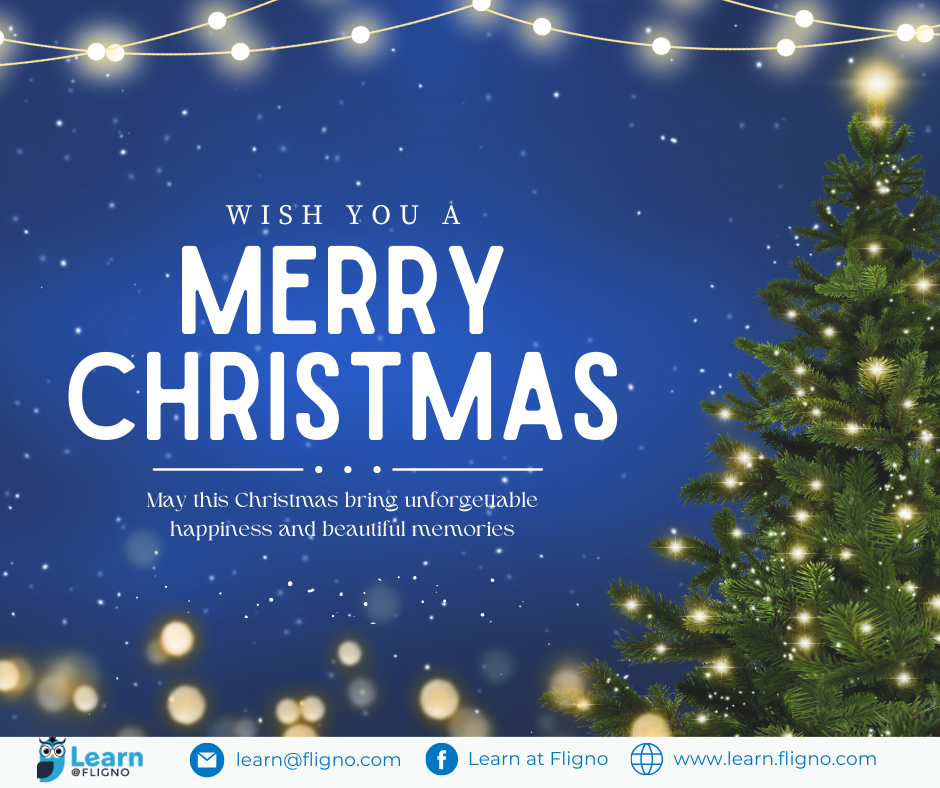 WISH YOU A
MERRY
CHRISTMAS
May this Christmas bring unforgettable
happiness and beautiful memories
Learn
@FLIGNO
learn@fligno.com
Learn at Fligno
www.learn.fligno.com